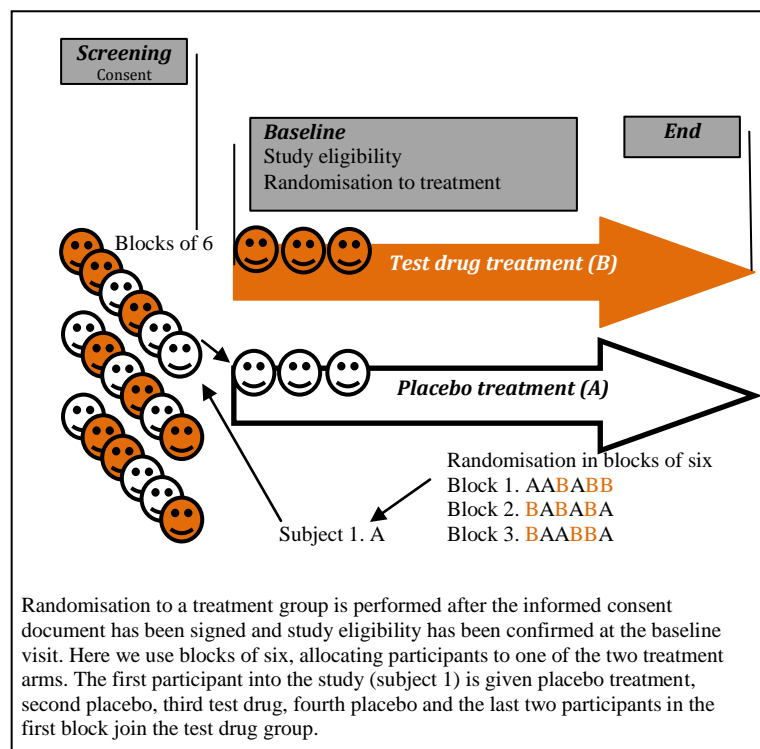 Screening
Consent
Baseline
Study eligibility
Randomisation to treatment
End
Blocks of 6
Test drug treatment (B)
Placebo treatment (A)
Randomisation in blocks of six
Block 1. AABABB
Block 2. BABABA
Block 3. BAABBA
Subject 1. A
Randomisation to a treatment group is performed after the informed consent
document has been signed and study eligibility has been confirmed at the baseline
visit. Here we use blocks of six, allocating participants to one of the two treatment
arms. The first participant into the study (subject 1) is given placebo treatment,
second placebo, third test drug, fourth placebo and the last two participants in the
first block join the test drug group.